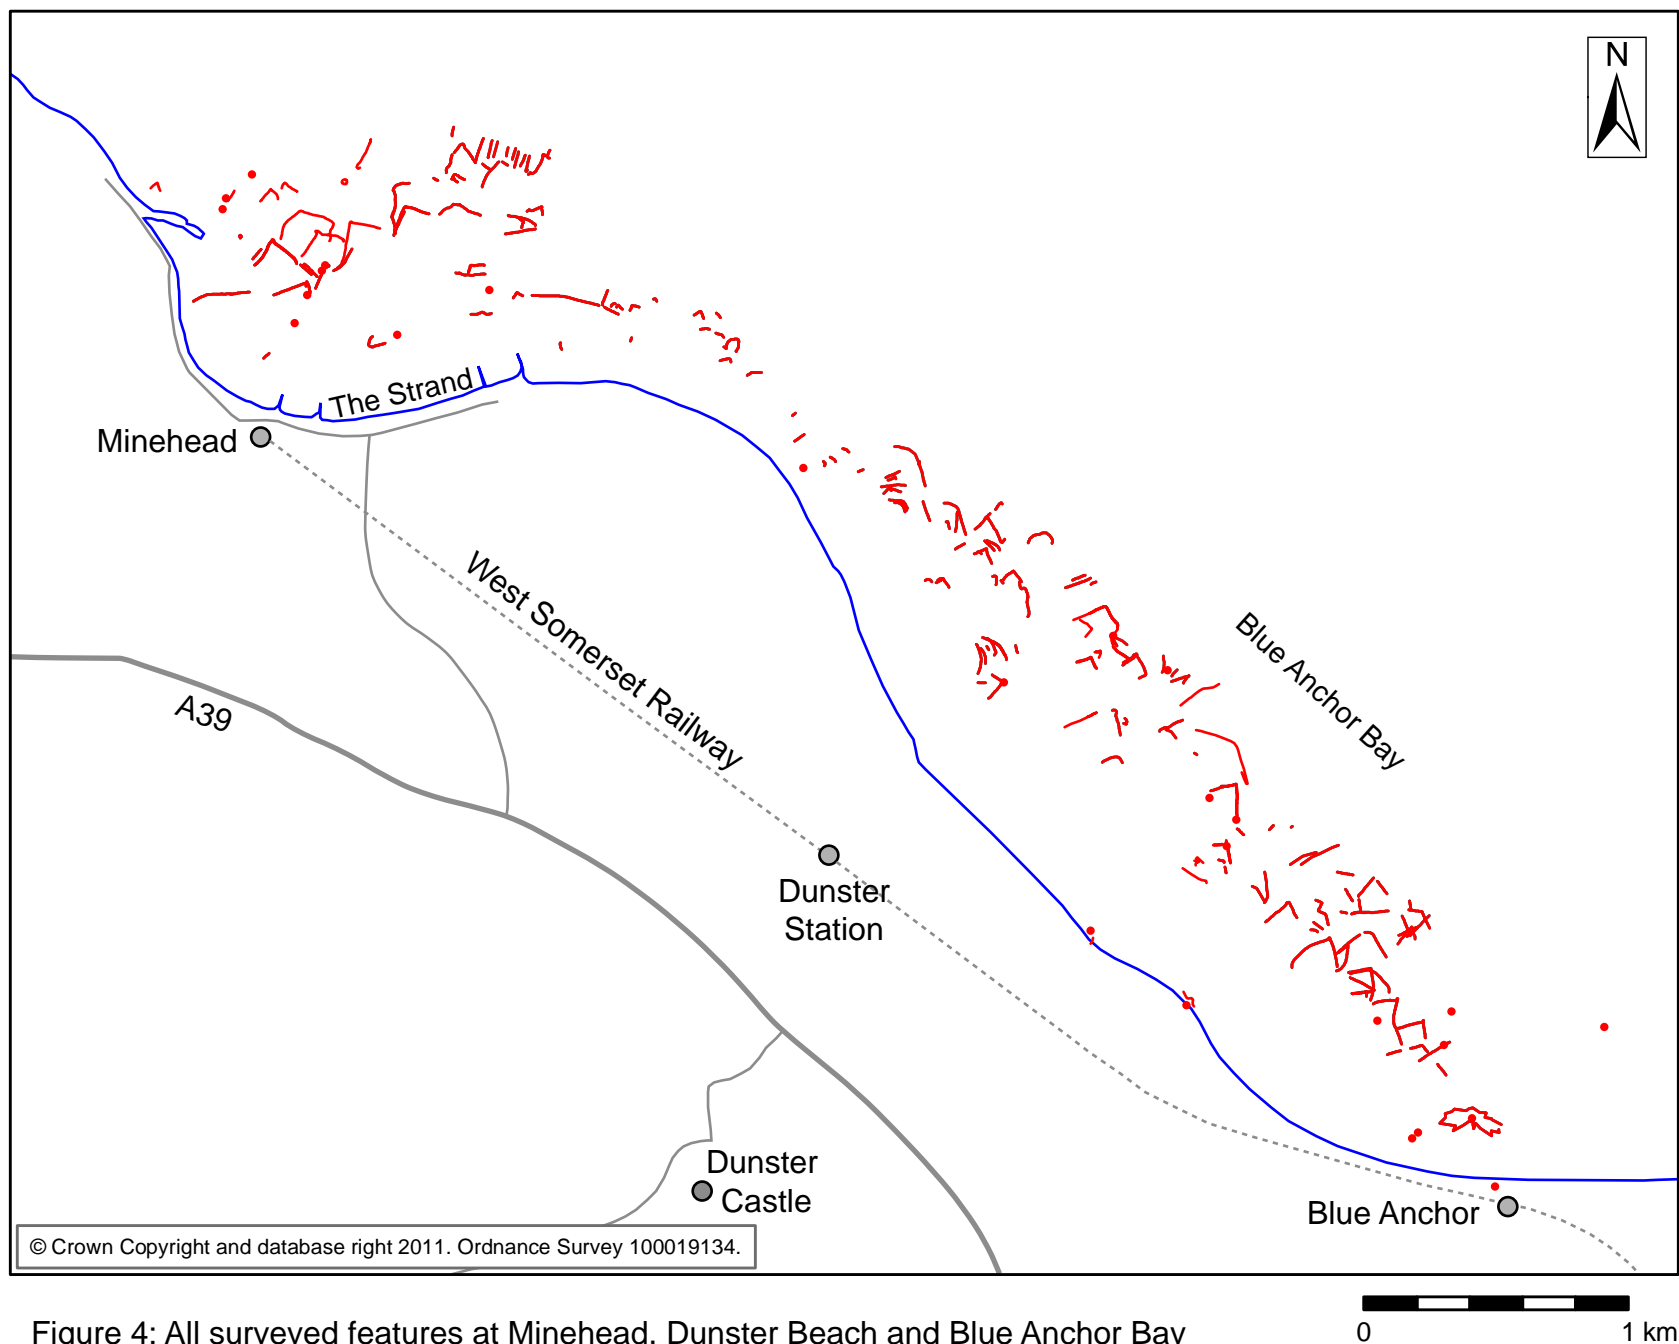 N
The Strand
Minehead
West Somerset Railway
Blue Anchor Bay
A39
Dunster
Station
Dunster
Castle
Blue Anchor
© Crown Copyright and database right 2011. Ordnance Survey 100019134.
0 1 km
Figure 4: All surveyed features at Minehead, Dunster Beach and Blue Anchor Bay